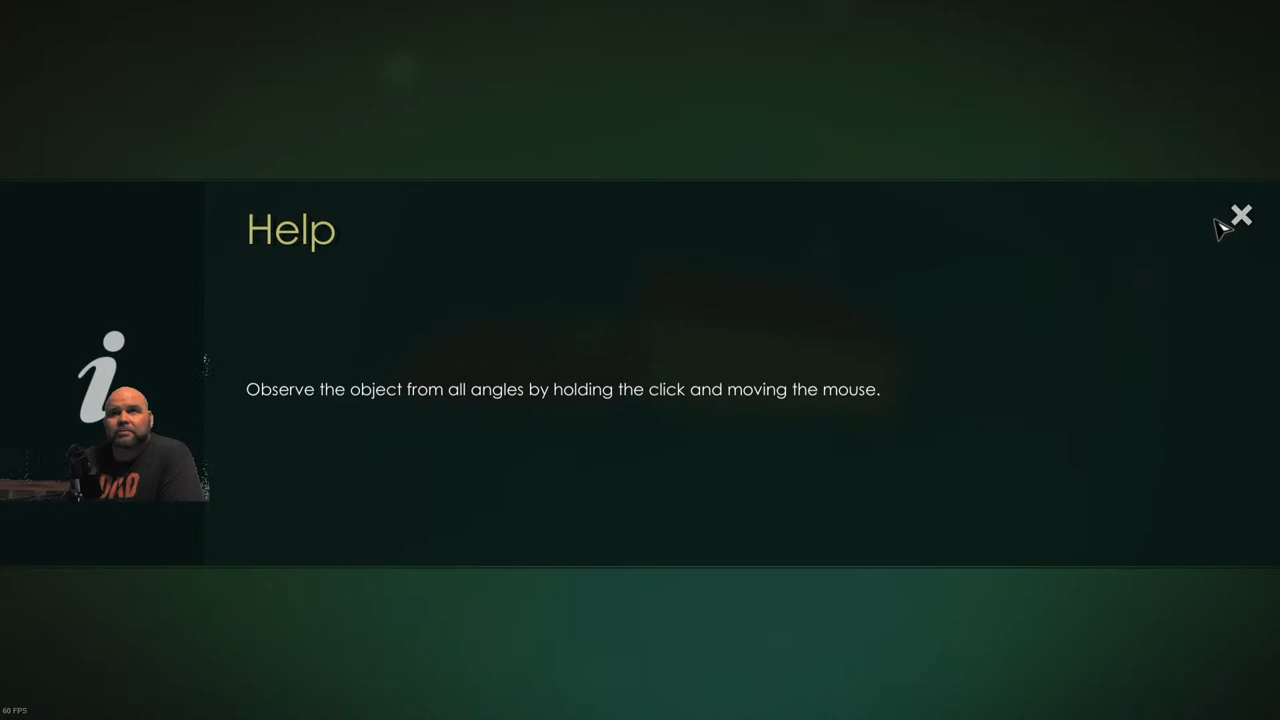 Help
Observe the object from all angles by holding the click and moving the mouse.
DAD
60 FPS